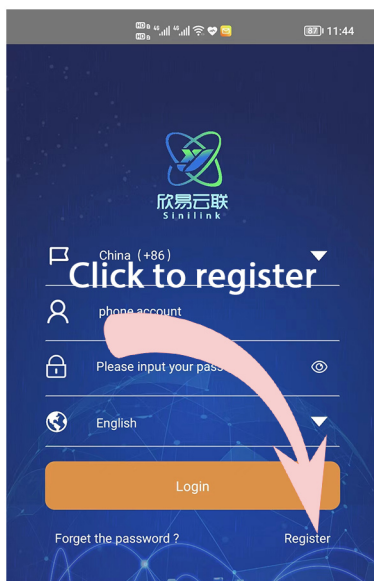 87 11:44
欣易云联
Sinilink
China (+86)
Click to register
phone account
Please input your pass
English
Login
Forget the password ?
Register